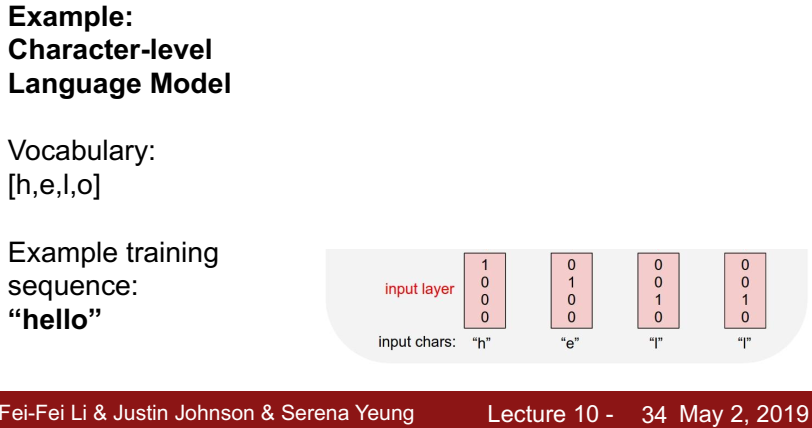 Example:
Character-level
Language Model
Vocabulary:
[h,e,l,o]
Example training
sequence:
“hello”
input layer
1 0 0 0
0 1 0 0
0 0 1 1
0 0 0 0
input chars: “h” “e” “l” “l”
Fei-Fei Li & Justin Johnson & Serena Yeung Lecture 10 - 34 May 2, 2019